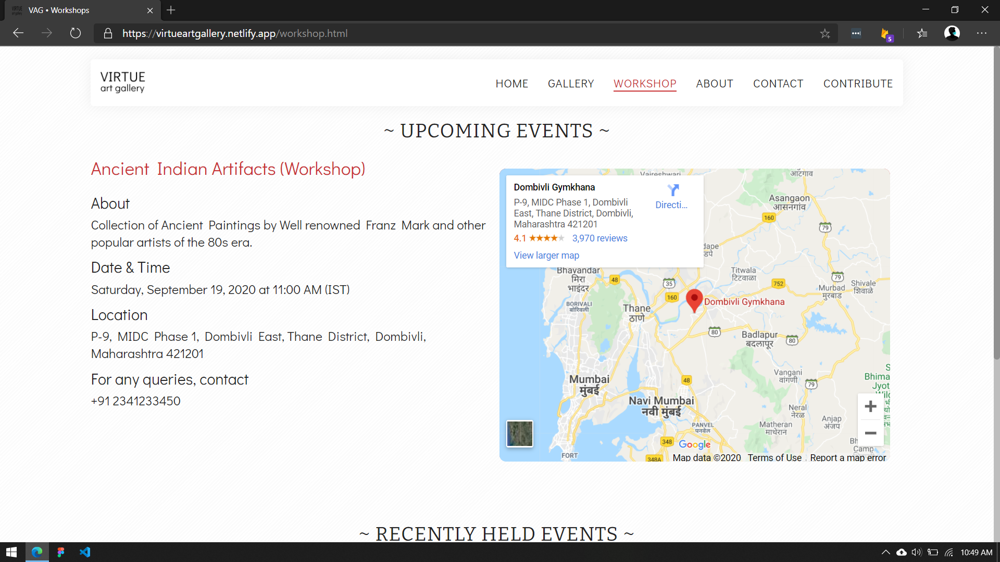 VAG • Workshops
https://virtueartgallery.netlify.app/workshop.html
5
VIRTUE
art gallery
HOME GALLERY WORKSHOP ABOUT CONTACT CONTRIBUTE
~ UPCOMING EVENTS ~
Ancient Indian Artifacts (Workshop)
About
Collection of Ancient Paintings by Well renowned Franz Mark and other
popular artists of the 80s era.
Date & Time
Saturday, September 19, 2020 at 11:00 AM (IST)
Location
P-9, MIDC Phase 1, Dombivli East, Thane District, Dombivli,
Maharashtra 421201
For any queries, contact
+91 2341233450
Dombivli Gymkhana
Directi...
P-9, MIDC Phase 1, Dombivli
East, Thane District, Dombivli,
Maharashtra 421201
4.1 3,970 reviews
View larger map
Vajreshwari
आटगाव
Asangaon
आसनगांव
160
79
Bhayandar
मिरा
भाइंदर
48
35
Titwala
टिटवाळा
752
79
Murbad
मुरबाड
Shivale
शिवाळे
160
BORIVALI
बोरिवली
Thane
ठाणे
Dombivli Gymkhana
80
Badlapur
बदलापूर
80
Mumbai
मुंबई
48
Vangani
वांगणी
79
Bhima
Jyot
Navi Mumbai
नवी मुंबई
Neral
नेरळ
Anjap
अंजप
PANVEL
पनवेल
Matheran
माथेरान
348
Google
Camp
FORT
348A
Map data ©2020 Terms of Use Report a map error
~ RECENTLY HELD EVENTS ~
10:49 AM